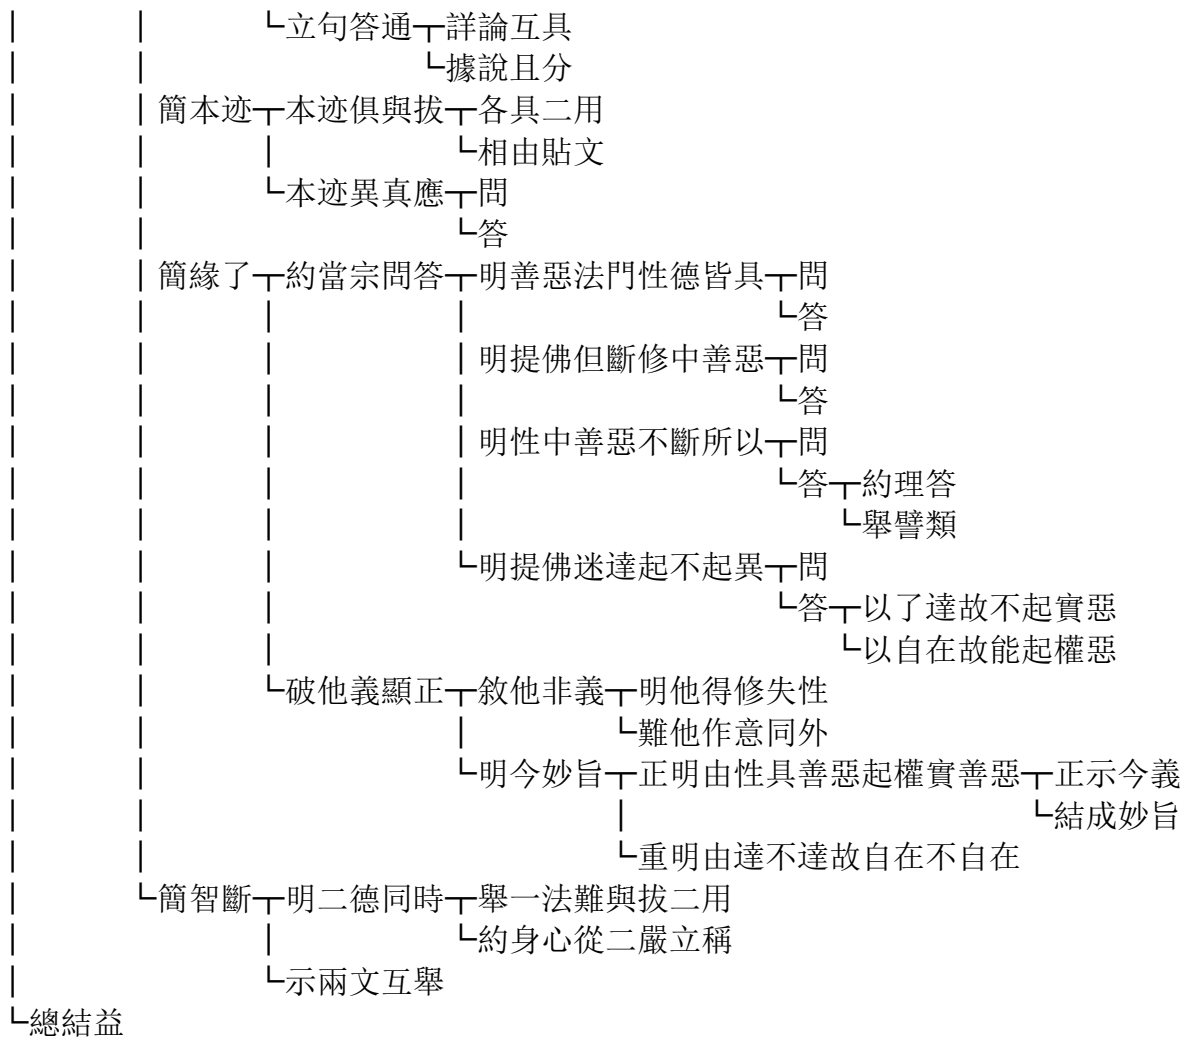 立句答通 詳論互具
據說且分
簡本迹 本迹俱與拔 各具二用
相由貼文
本迹異真應 問
答
簡緣了 約當宗問答 明善惡法門性德皆具 問
答
明提佛但斷修中善惡 問
答
明性中善惡不斷所以 問
答 約理答
舉譬類
明提佛迷達起不起異 問
答 以了達故不起實惡
以自在故能起權惡
破他義顯正 敘他非義 明他得修失性
難他作意同外
明今妙旨 正明由性具善惡起權實善惡 正示今義
結成妙旨
重明由達不達故自在不自在
簡智斷 明二德同時 舉一法難與拔二用
約身心從二嚴立稱
示兩文互舉
總結益